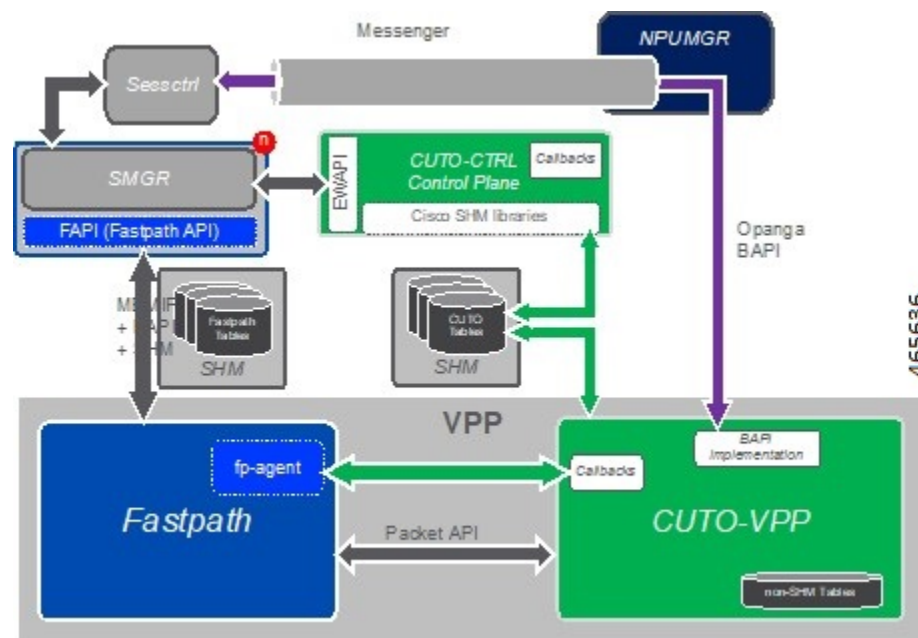 Messenger
NPUMGR
Sessctrl
n
SMGR
FAPI (Fastpath API)
EWAPI
CUTO-CTRL
Control Plane
Callbacks
Cisco SHM libraries
Opanga
BAPI
+
+ SHM
Fastpath
Tables
SHM
CUTO
Tables
SHM
465636
VPP
fp-agent
Fastpath
Packet API
Callbacks
BAPI
Implementation
CUTO-VPP
non-SHM Tables